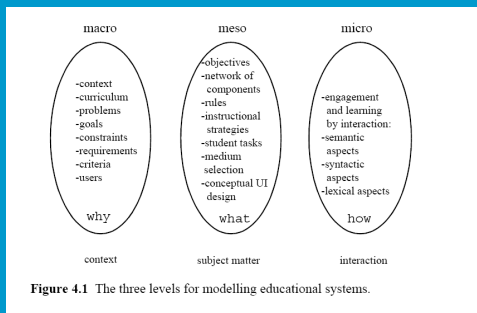 macro
meso
micro
-context
-curriculum
-problems
-goals
-constraints
-requirements
-criteria
-users
why
-objectives
-network of
components
-rules
-instructional
strategies
-student tasks
-medium
selection
-conceptual UI
design
what
-engagement
and learning
by interaction:
-semantic
aspects
-syntactic
aspects
-lexical aspects
how
context
subject matter
interaction
Figure 4.1 The three levels for modelling educational systems.